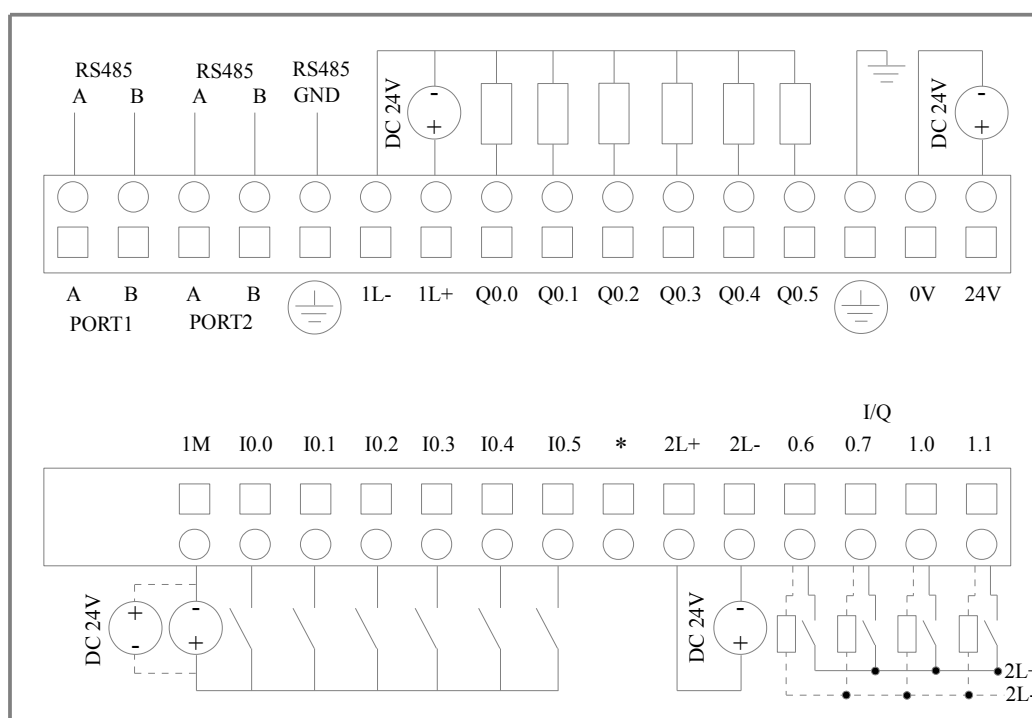 RS485 RS485 RS485
A B A B GND
DC 24V
-
+
DC 24V
-
+
A B A B 1L- 1L+ Q0.0 Q0.1 Q0.2 Q0.3 Q0.4 Q0.5 0V 24V
PORT1 PORT2
I/Q
1M I0.0 I0.1 I0.2 I0.3 I0.4 I0.5 * 2L+ 2L- 0.6 0.7 1.0 1.1
DC 24V
+
-
-
+
DC 24V
-
+
2L+
2L-